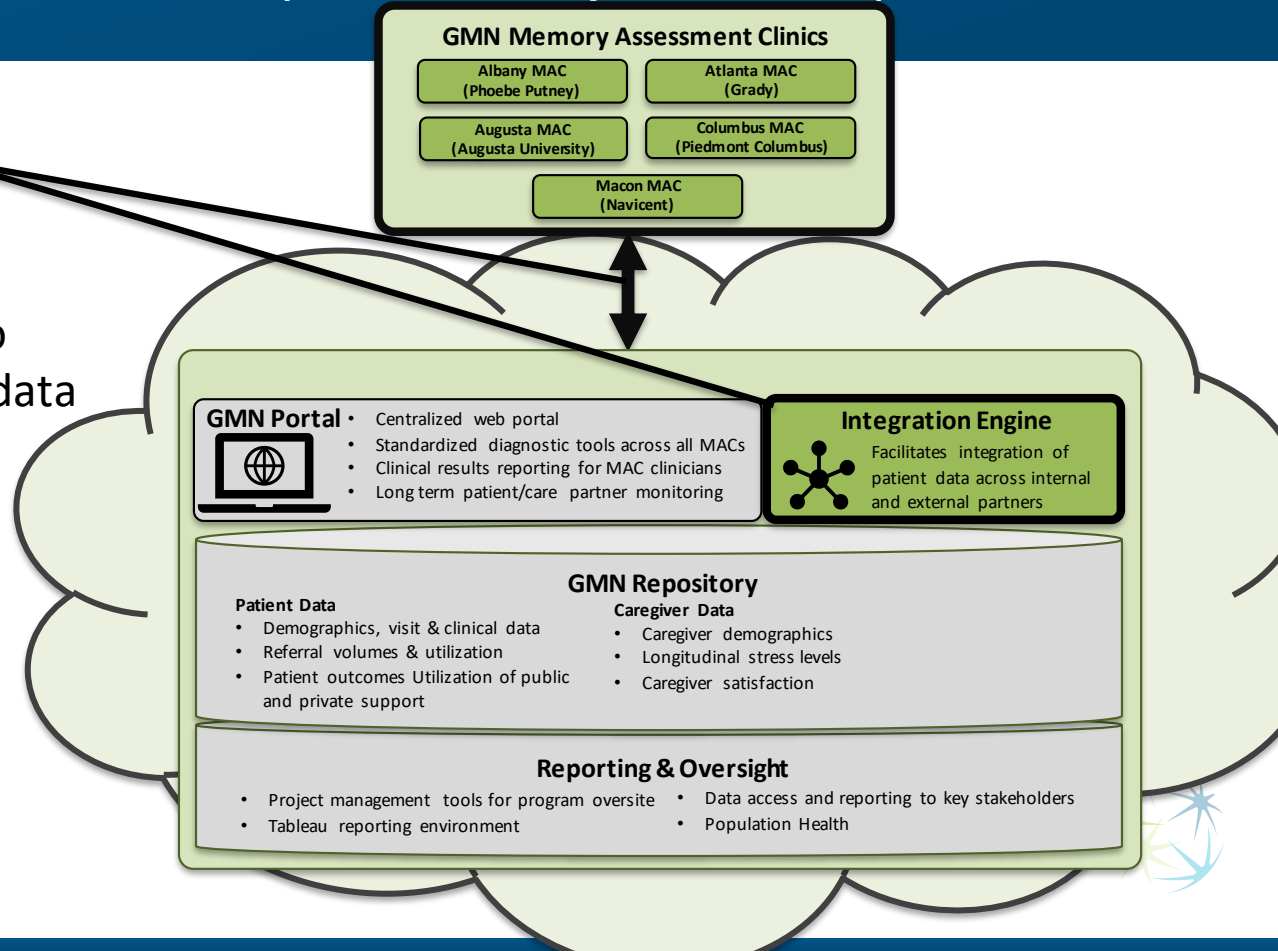 GMN Memory Assessment Clinics
Albany MAC
(Phoebe Putney)
Atlanta MAC
(Grady)
Augusta MAC
(Augusta University)
Columbus MAC
(Piedmont Columbus)
Macon MAC
(Navicent)
data
GMN Portal
• Centralized web portal
• Standardized diagnostic tools across all MACs
• Clinical results reporting for MAC clinicians
• Long term patient/care partner monitoring
Integration Engine
Facilitates integration of
patient data across internal
and external partners
GMN Repository
Patient Data
• Demographics, visit & clinical data
• Referral volumes & utilization
• Patient outcomes Utilization of public
and private support
Caregiver Data
• Caregiver demographics
• Longitudinal stress levels
• Caregiver satisfaction
Reporting & Oversight
• Project management tools for program oversite
• Tableau reporting environment
• Data access and reporting to key stakeholders
• Population Health